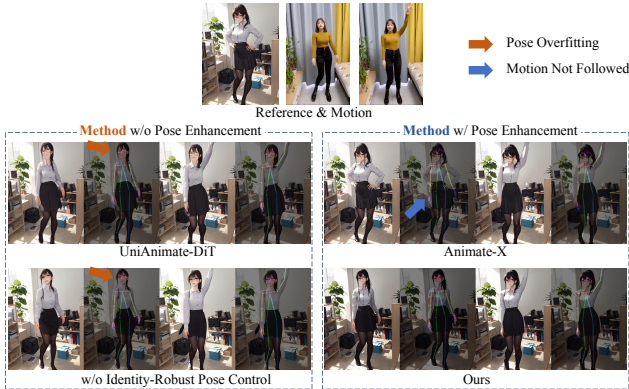 Pose Overfitting
Motion Not Followed
Reference & Motion
Method w/o Pose Enhancement
Method w/ Pose Enhancement
UniAnimate-DiT
Animate-X
w/o Identity-Robust Pose Control
Ours